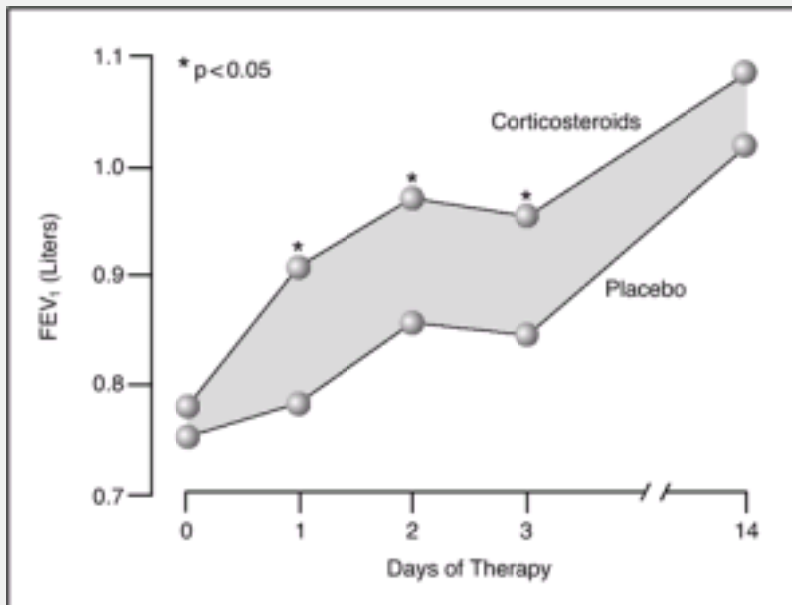 1.1
* p<0.05
Corticosteroids
1.0
*
*
*
FEV₁ (Liters)
0.9
Placebo
0.8
0.7
0 1 2 3 14
Days of Therapy